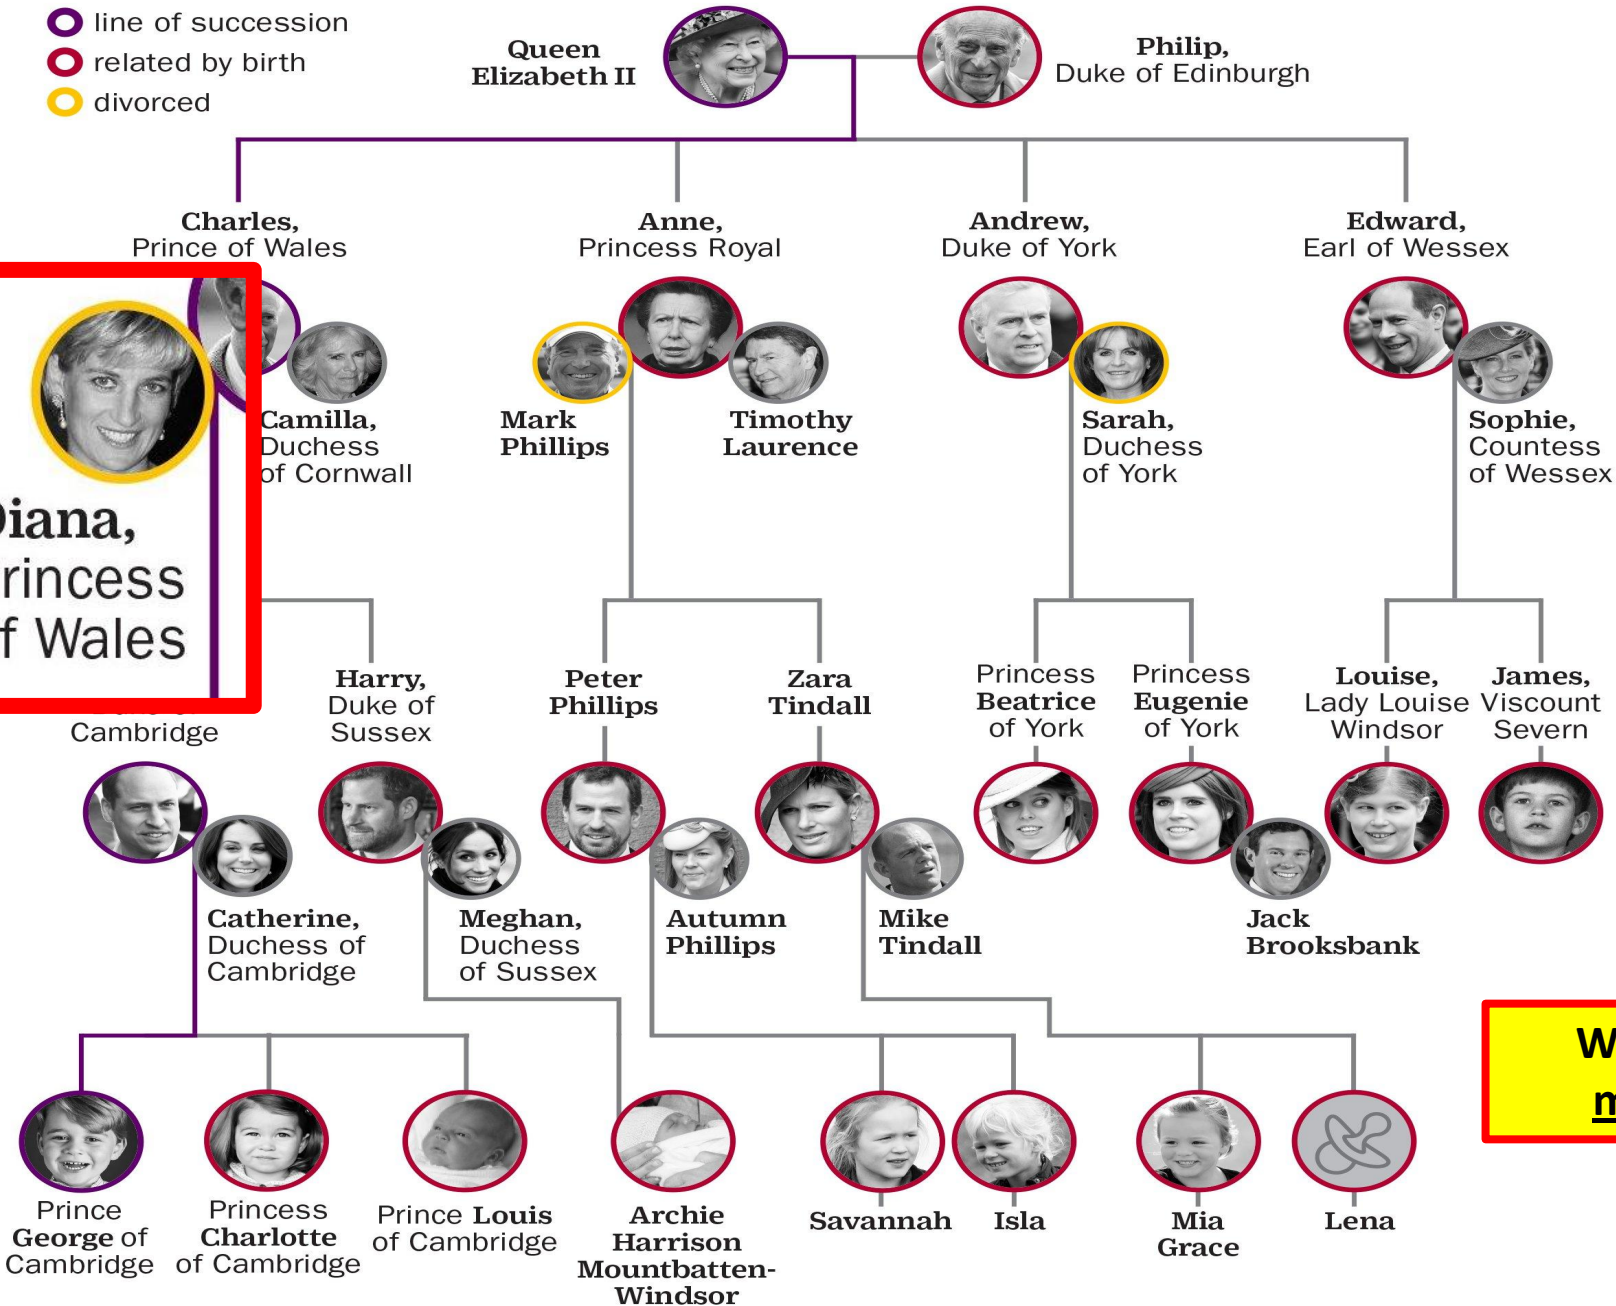 line of succession
related by birth
divorced
Queen
Elizabeth II
Philip,
Duke of Edinburgh
Charles,
Prince of Wales
Anne,
Princess Royal
Andrew,
Duke of York
Edward,
Earl of Wessex
Diana,
Princess
of Wales
Camilla,
Duchess
of Cornwall
Mark
Phillips
Timothy
Laurence
Sarah,
Duchess
of York
Sophie,
Countess
of Wessex
Cambridge
Harry,
Duke of
Sussex
Peter
Phillips
Zara
Tindall
Princess
Beatrice
of York
Princess
Eugenie
of York
Louise,
Lady Louise
Windsor
James,
Viscount
Severn
Catherine,
Duchess of
Cambridge
Meghan,
Duchess
of Sussex
Autumn
Phillips
Mike
Tindall
Jack
Brooksbank
Prince
George of
Cambridge
Princess
Charlotte
of Cambridge
Prince Louis
of Cambridge
Archie
Harrison
Mountbatten-
Windsor
Savannah
Isla
Mia
Grace
Lena